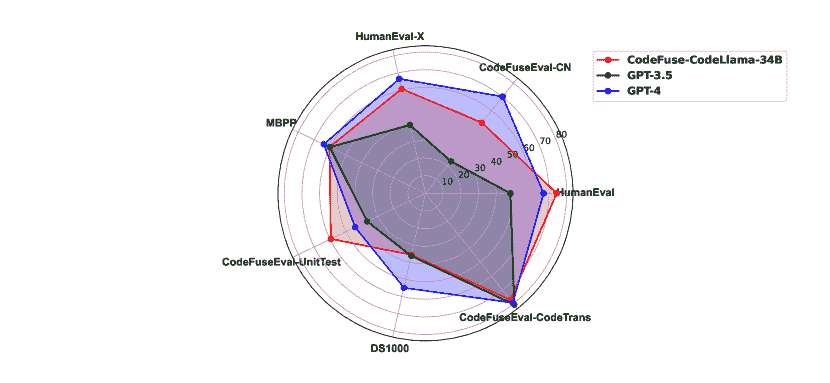 HumanEval-X
CodeFuseEval-CN
MBPP
HumanEval
CodeFuseEval-UnitTest
CodeFuseEval-CodeTrans
DS1000
10
20
30
40
50
60
70
80
CodeFuse-CodeLlama-34B
GPT-3.5
GPT-4